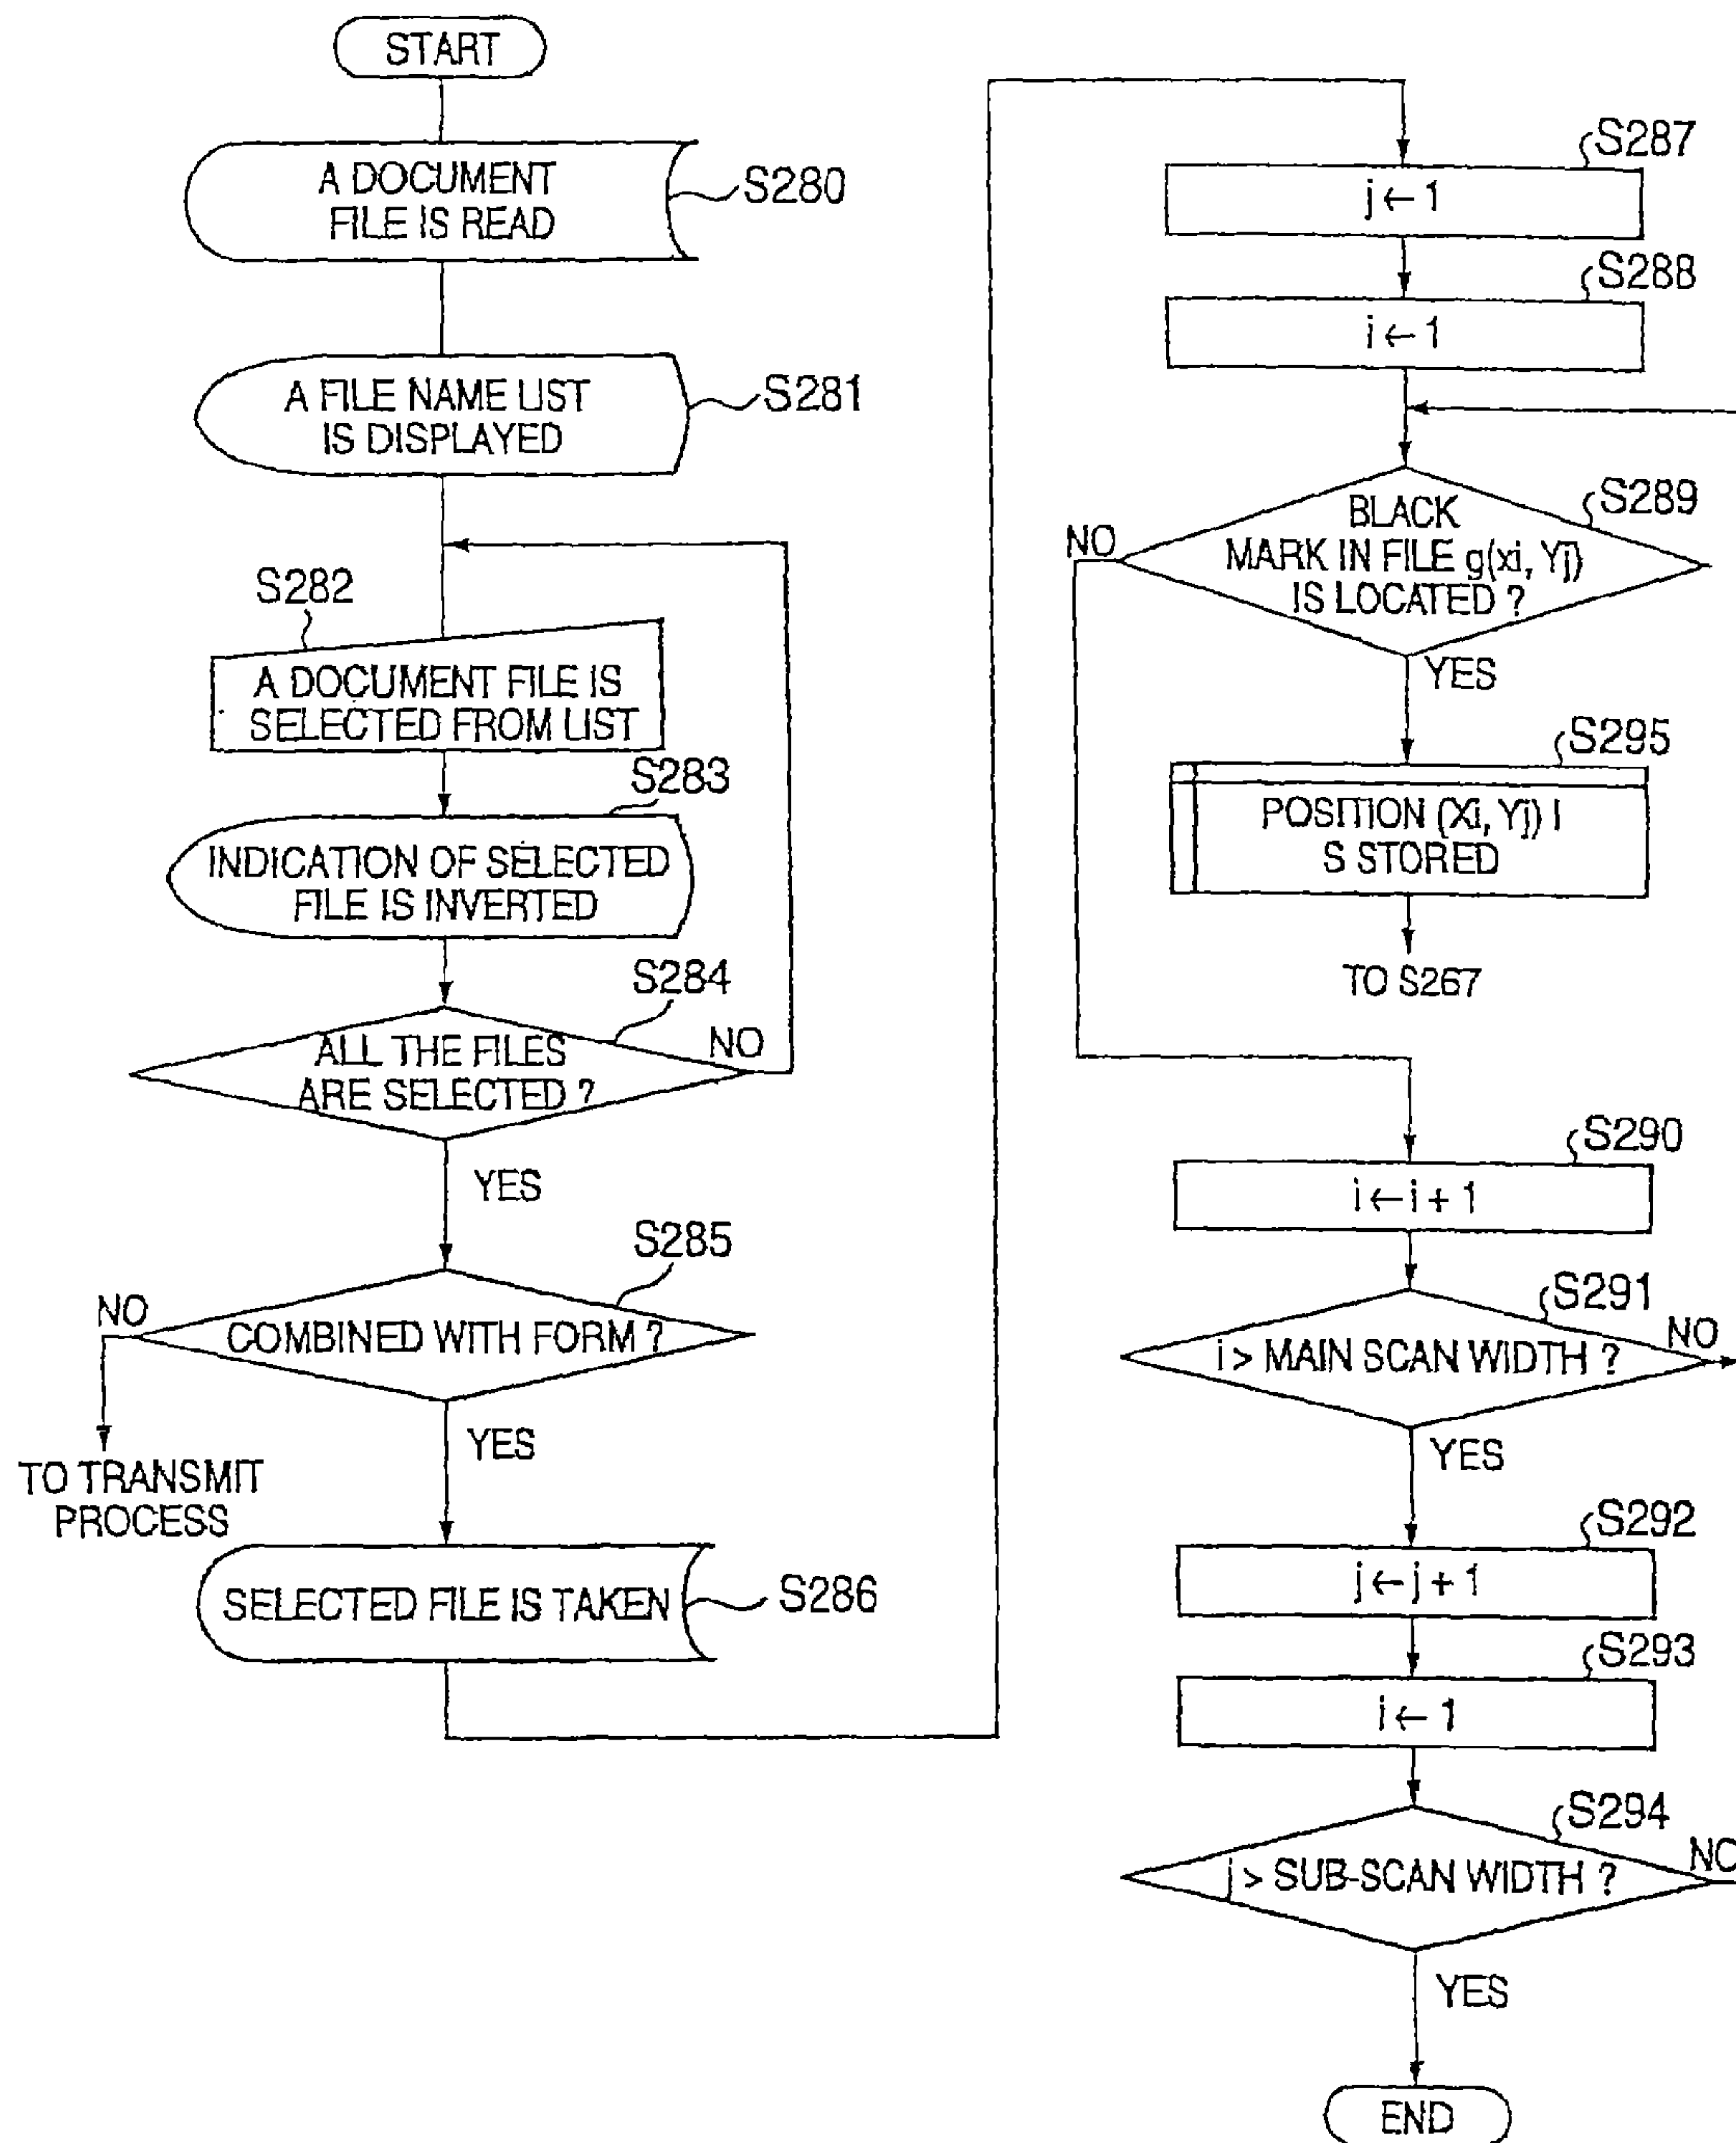 START
A DOCUMENT
FILE IS READ
S280
A FILE NAME LIST
IS DISPLAYED
S281
S282
A DOCUMENT FILE IS
SELECTED FROM LIST
S283
INDICATION OF SELECTED
FILE IS INVERTED
S284
ALL THE FILES
ARE SELECTED ?
NO
YES
S285
NO
COMBINED WITH FORM ?
YES
TO TRANSMIT
PROCESS
SELECTED FILE IS TAKEN
S286
S287
j ← 1
S288
i ← 1
S289
NO
BLACK
MARK IN FILE g(xi, Yj)
IS LOCATED ?
YES
S295
POSITION (Xi, Yj) I
S STORED
TO S267
S290
i ← i + 1
S291
i > MAIN SCAN WIDTH ?
NO
YES
S292
j ← j + 1
S293
i ← 1
S294
j > SUB-SCAN WIDTH ?
NO
YES
END